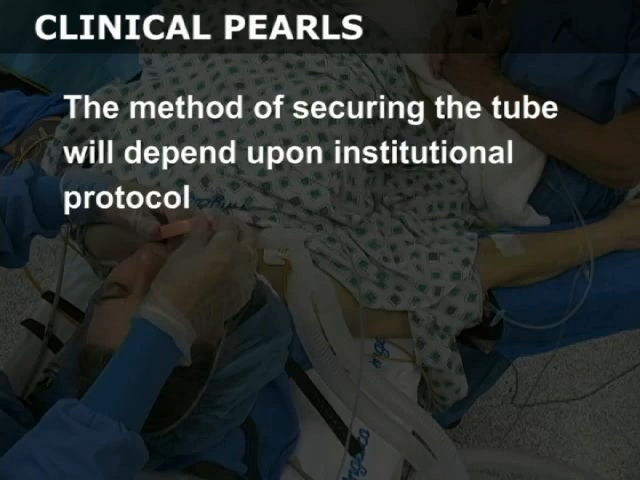 CLINICAL PEARLS
The method of securing the tube
will depend upon institutional
protocol